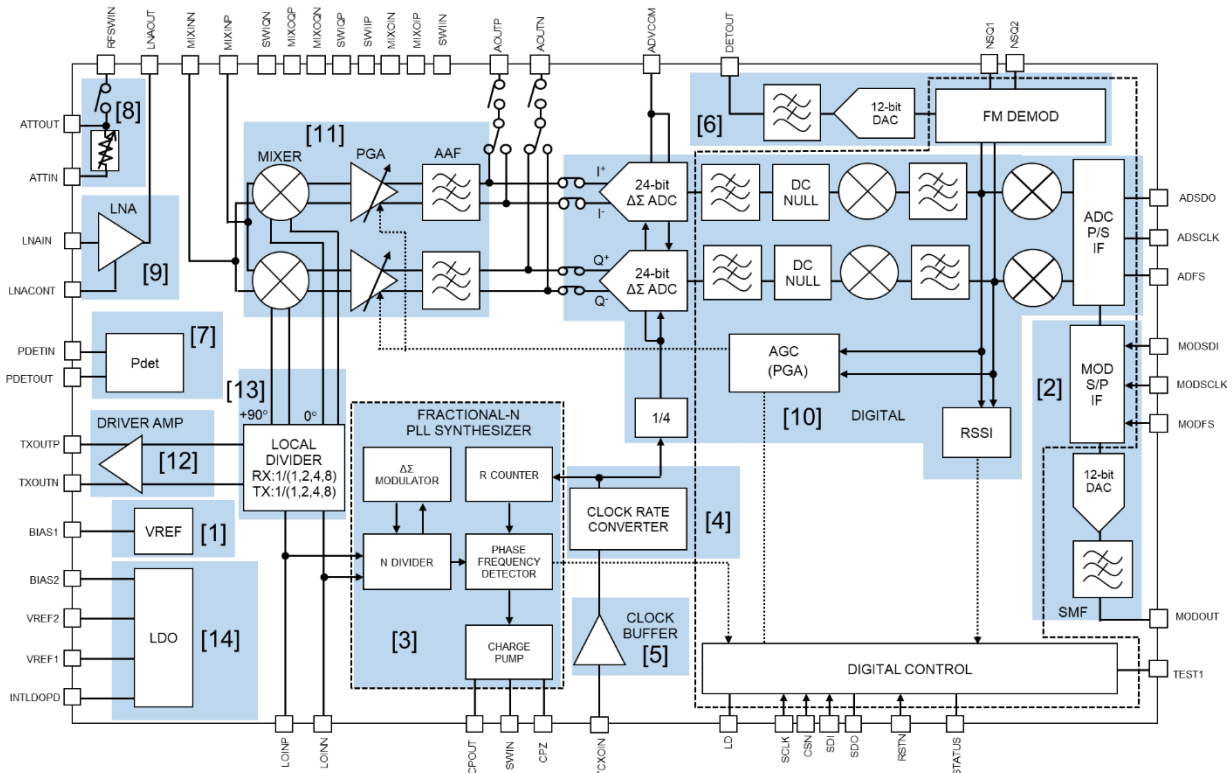 RFSWIN
LNAOUT
MIXINN
MIXINP
SWIQN
MIXOQP
MIXOQN
SWIQP
SWIIP
MIXOIN
MIXOIP
SWIIN
AOUTP
AOUTN
ADVCOM
DETOUT
NSQ1
NSQ2
ATTOUT
ATTIN
[8]
LNA
LNAIN
LNACONT
[9]
[11]
MIXER
PGA
AAF
I+
I-
24-bit
ΔΣ ADC
Q+
Q-
24-bit
ΔΣ ADC
[6]
12-bit
DAC
FM DEMOD
DC
NULL
DC
NULL
ADC
P/S
IF
ADSDO
ADSCLK
ADFS
PDETIN
PDETOUT
Pdet
[7]
[13]
+90°
0°
LOCAL
DIVIDER
RX:1/(1,2,4,8)
TX:1/(1,2,4,8)
DRIVER AMP
TXOUTP
TXOUTN
[12]
BIAS1
VREF
[1]
BIAS2
VREF2
VREF1
INTLDOPD
LDO
[14]
FRACTIONAL-N
PLL SYNTHESIZER
ΔΣ
MODULATOR
R COUNTER
N DIVIDER
PHASE
FREQUENCY
DETECTOR
CHARGE
PUMP
[3]
1/4
CLOCK RATE
CONVERTER
[4]
CLOCK
BUFFER
[5]
AGC
(PGA)
[10]
DIGITAL
RSSI
[2]
MOD
S/P
IF
MODSDI
MODSCLK
MODFS
12-bit
DAC
SMF
MODOUT
DIGITAL CONTROL
TEST1
LOINP
LOINN
CPOUT
SWIN
CPZ
TCXOIN
LD
SCLK
CSN
SDI
SDO
RSTN
STATUS